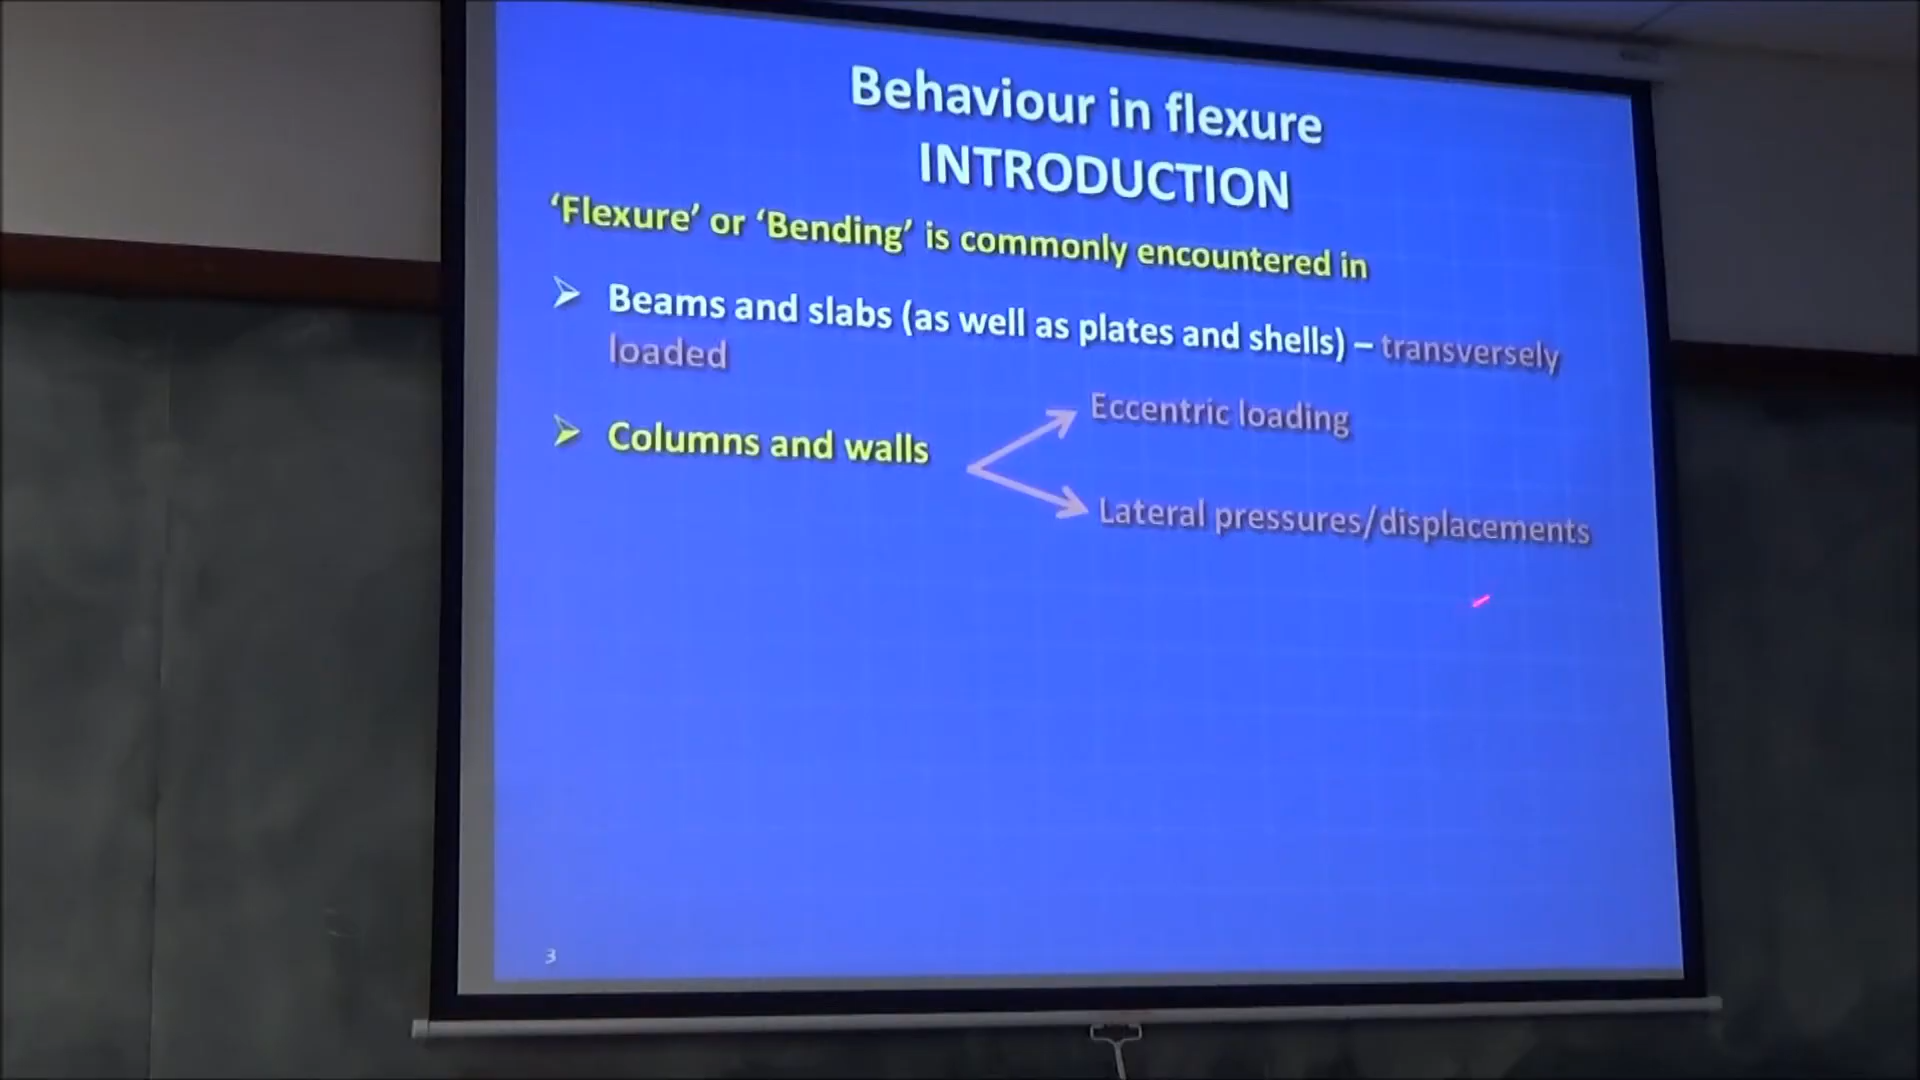 Behaviour in flexure
INTRODUCTION
‘Flexure’ or ‘Bending’ is commonly encountered in
Beams and slabs (as well as plates and shells) – transversely
loaded
Eccentric loading
Columns and walls
Lateral pressures/displacements
3